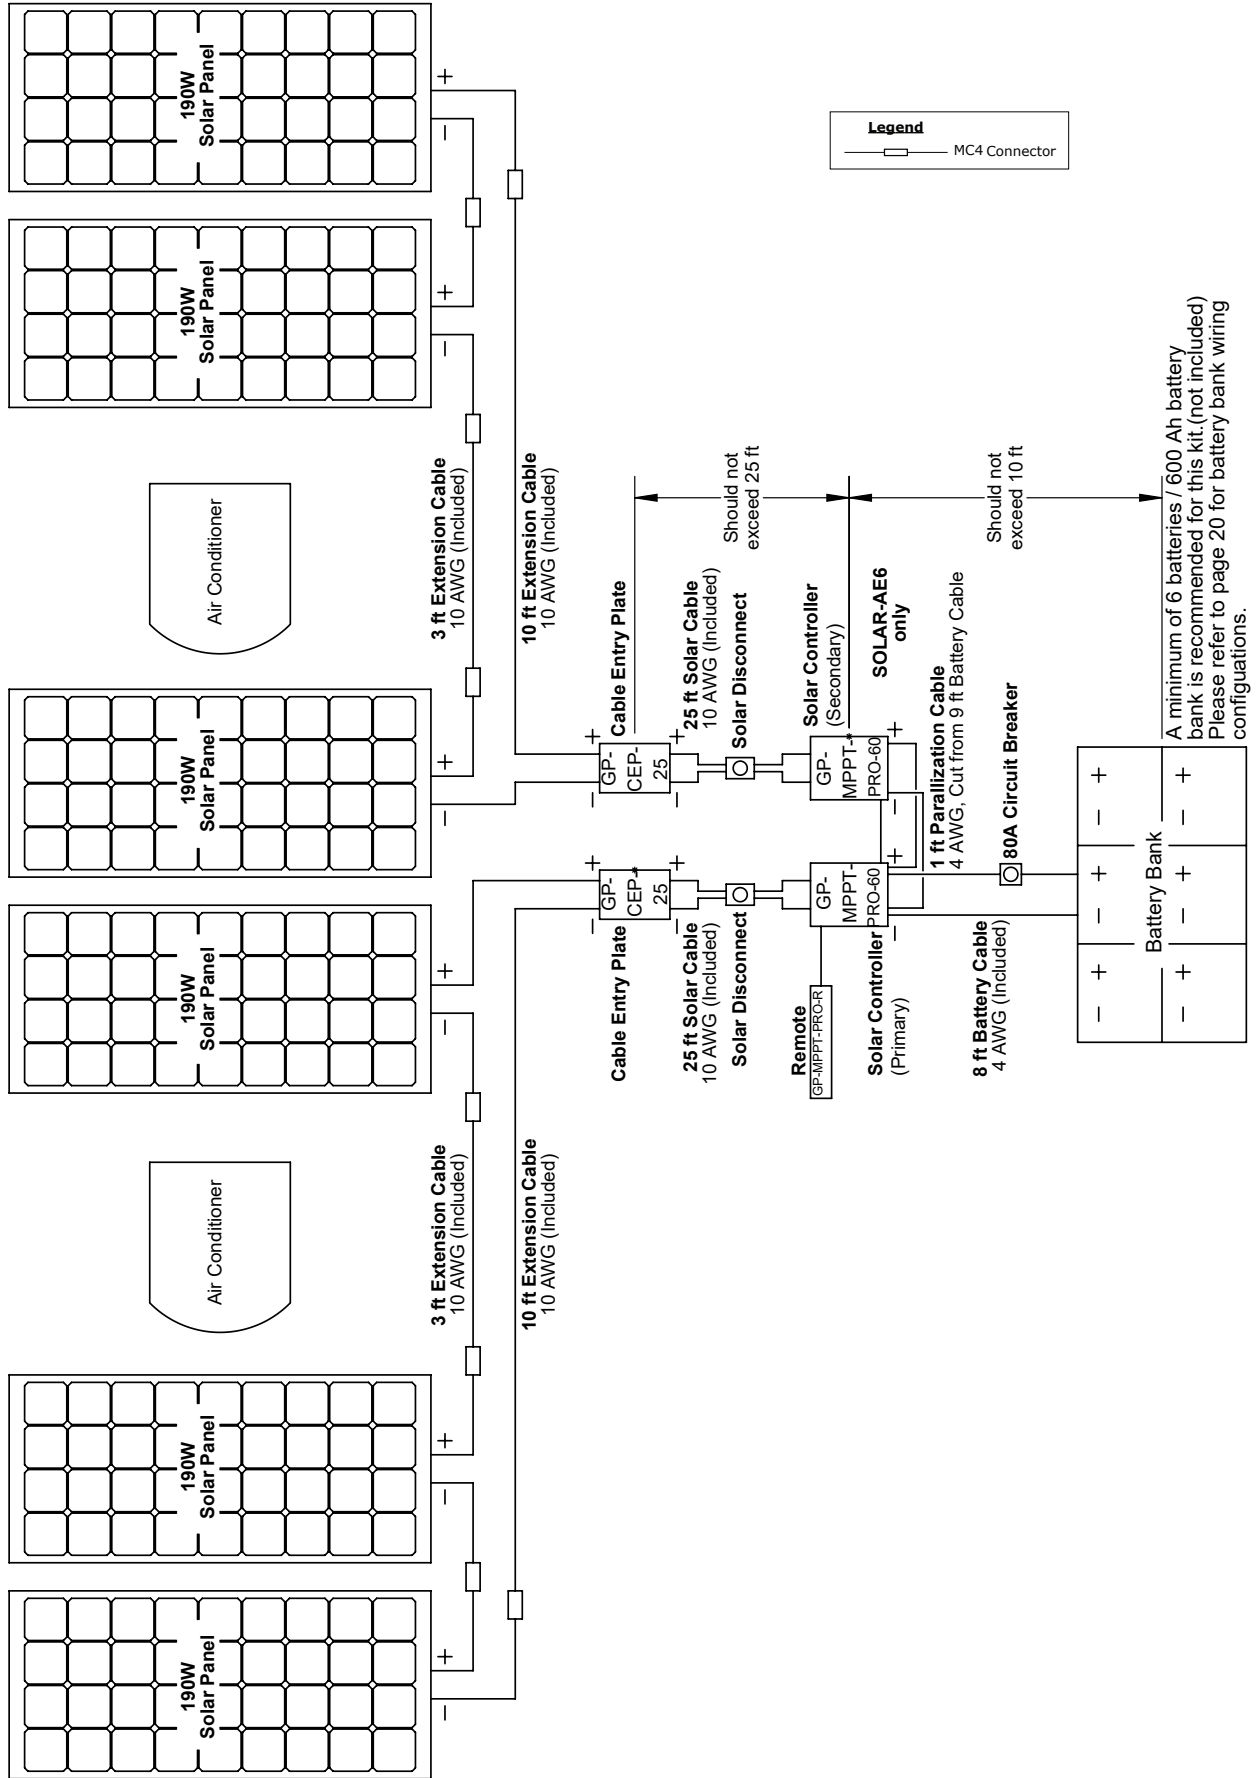 190W
Solar Panel
+
−
190W
Solar Panel
+
−
190W
Solar Panel
+
−
190W
Solar Panel
+
−
190W
Solar Panel
+
−
190W
Solar Panel
+
−
Legend
MC4 Connector
Air Conditioner
Air Conditioner
3 ft Extension Cable
10 AWG (Included)
10 ft Extension Cable
10 AWG (Included)
3 ft Extension Cable
10 AWG (Included)
10 ft Extension Cable
10 AWG (Included)
Cable Entry Plate
+
−
GP-
CEP-
25
+
−
25 ft Solar Cable
10 AWG (Included)
Solar Disconnect
Should not
exceed 25 ft
Solar Controller
(Secondary)
GP-
MPPT-*
PRO-60
+
−
SOLAR-AE6
only
Should not
exceed 10 ft
Cable Entry Plate
+
−
GP-
CEP-*
25
+
−
25 ft Solar Cable
10 AWG (Included)
Solar Disconnect
Remote
GP-MPPT-PRO-R
GP-
MPPT-
PRO-60
+
−
Solar Controller
(Primary)
1 ft Parallization Cable
4 AWG, Cut from 9 ft Battery Cable
80A Circuit Breaker
8 ft Battery Cable
4 AWG (Included)
− + − + − +
Battery Bank
− + − + − +
A minimum of 6 batteries / 600 Ah battery
bank is recommended for this kit.(not included)
Please refer to page 20 for battery bank wiring
configuations.